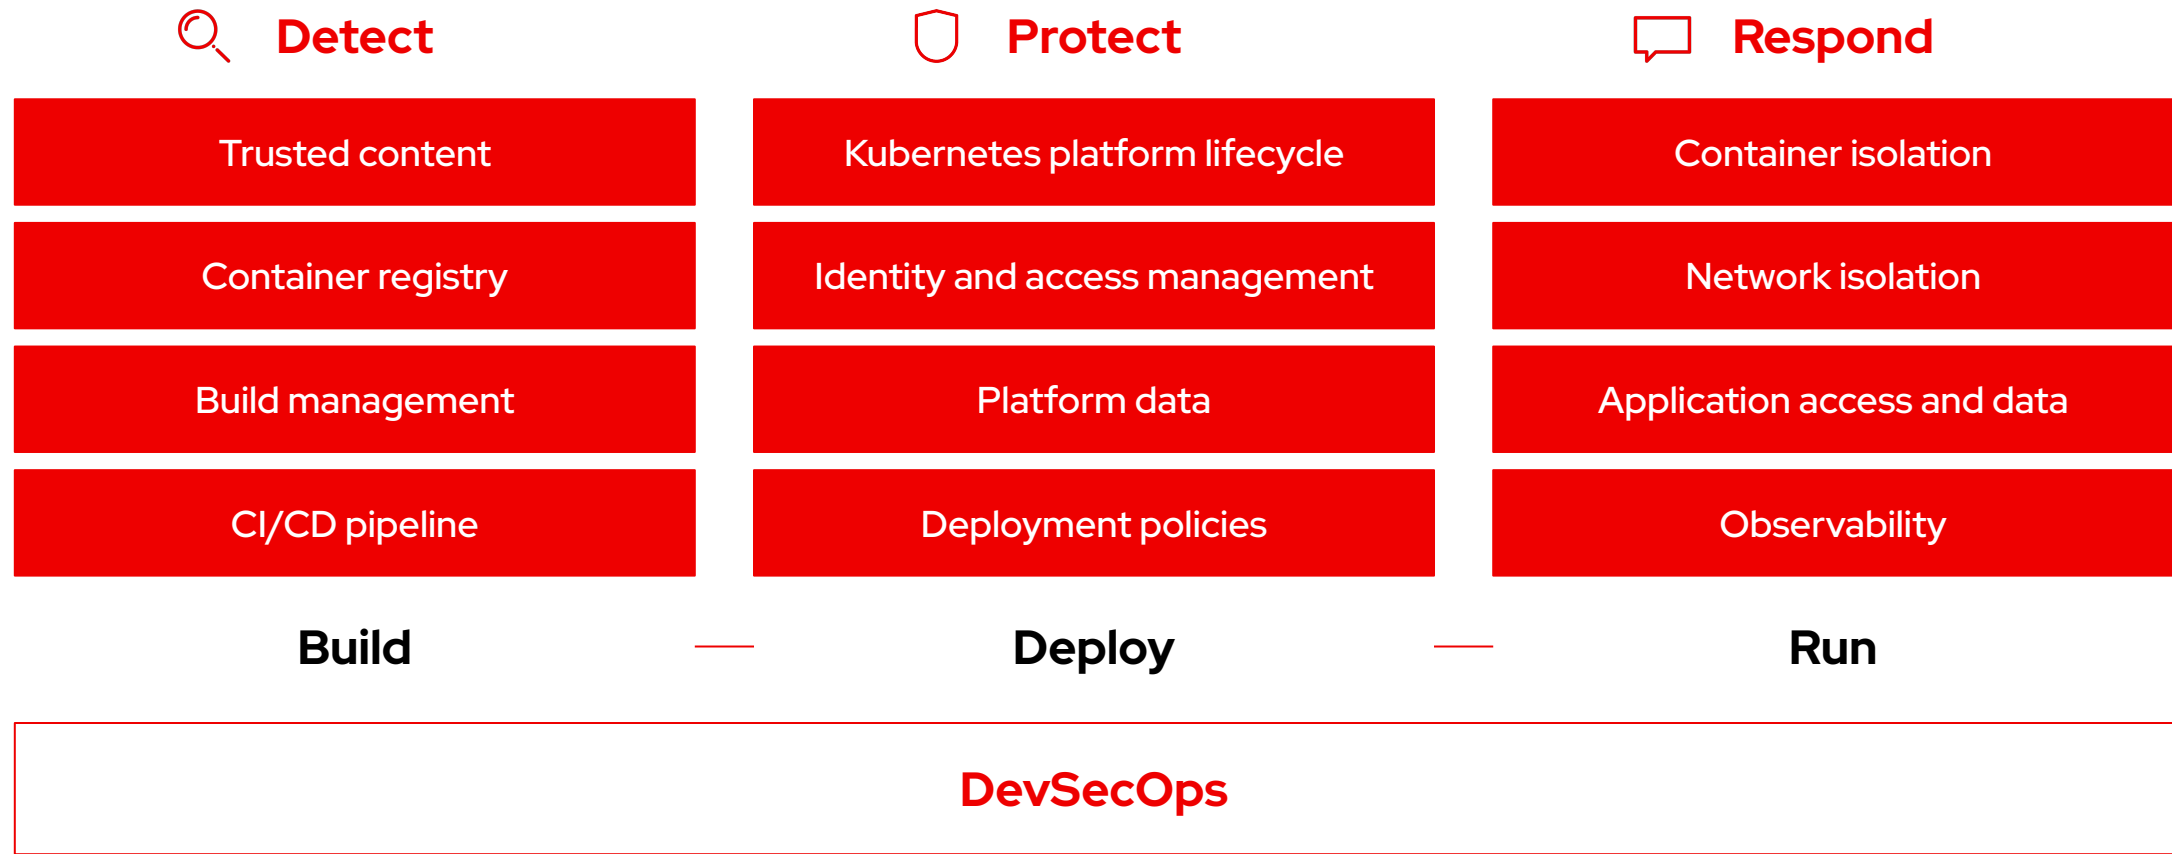 Detect
Trusted content
Container registry
Build management
CI/CD pipeline
Build
Protect
Kubernetes platform lifecycle
Identity and access management
Platform data
Deployment policies
Deploy
Respond
Container isolation
Network isolation
Application access and data
Observability
Run
DevSecOps